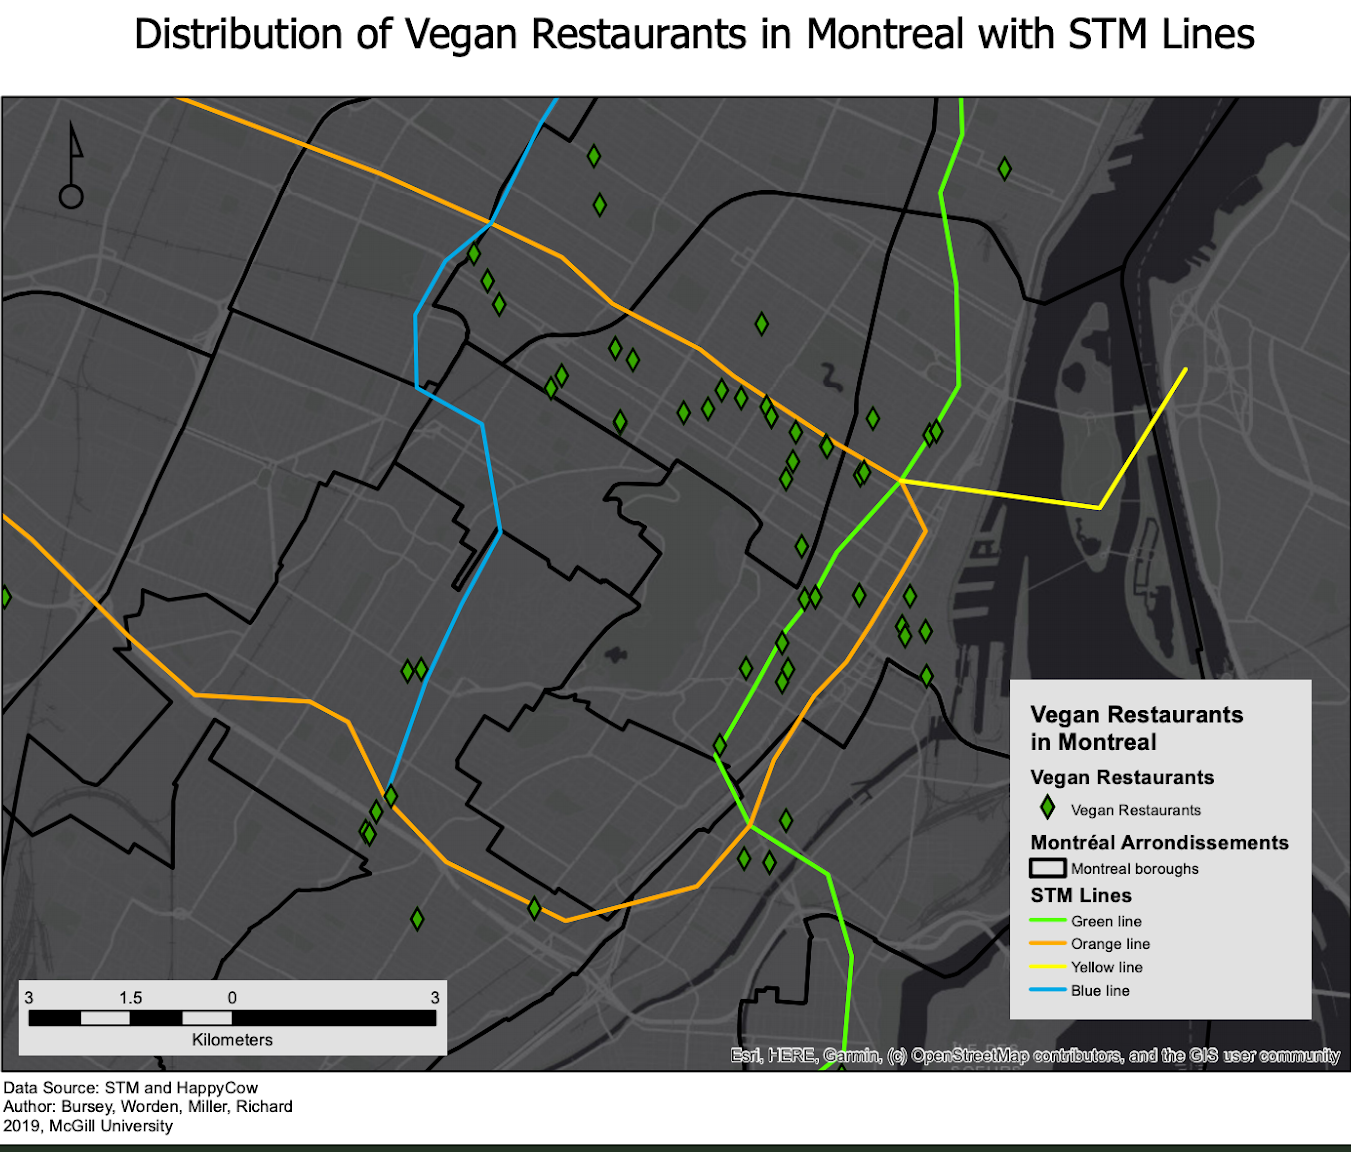 Distribution of Vegan Restaurants in Montreal with STM Lines
Vegan Restaurants
in Montreal
Vegan Restaurants
Vegan Restaurants
Montréal Arrondissements
Montreal boroughs
STM Lines
Green line
Orange line
Yellow line
Blue line
3 1.5 0 3
Kilometers
Esri, HERE, Garmin, (c) OpenStreetMap contributors, and the GIS user community
Data Source: STM and HappyCow
Author: Bursey, Worden, Miller, Richard
2019, McGill University